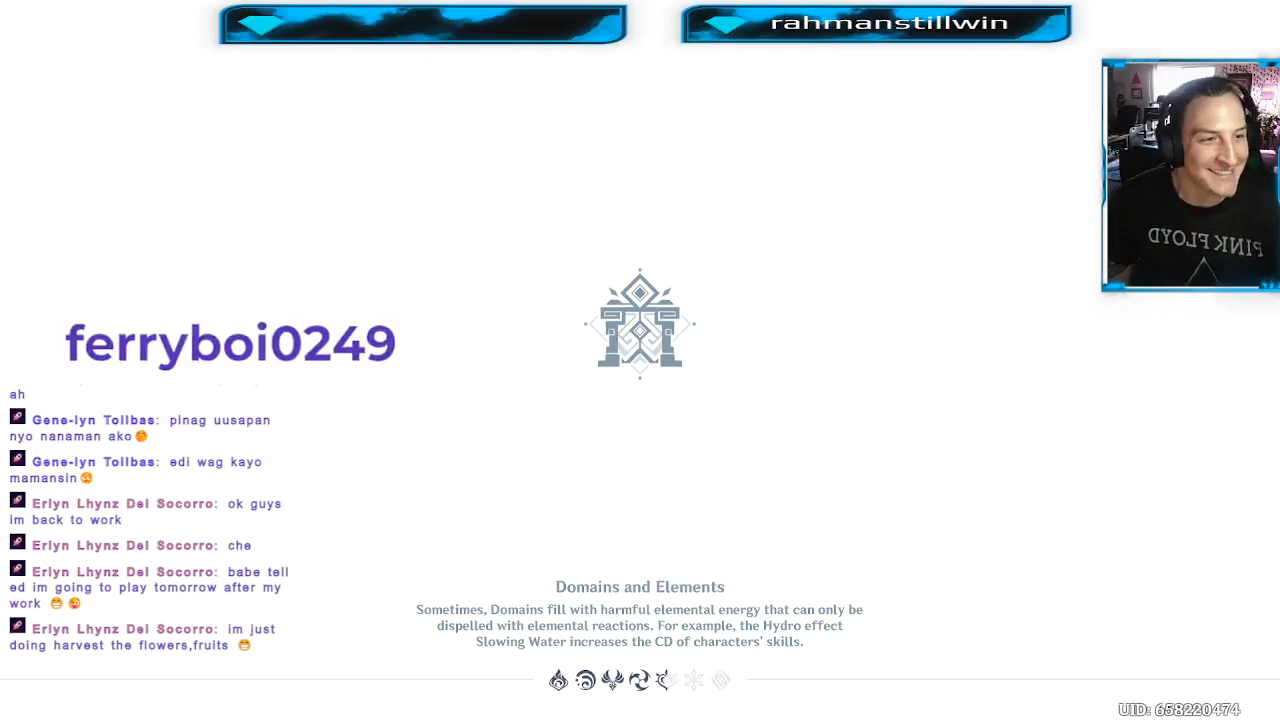 rahmanstillwin
PINK FLOYD
ferryboi0249
ah
Gene-lyn Tollbas: pinag uusapan
nyo nanaman ako🤭
Gene-lyn Tollbas: edi wag kayo
mamansin
Erlyn Lhynz Del Socorro: ok guys
im back to work
Erlyn Lhynz Del Socorro: che
Erlyn Lhynz Del Socorro: babe tell
ed im going to play tomorrow after my
work 😁 😜
Erlyn Lhynz Del Socorro: im just
doing harvest the flowers,fruits 😁
Domains and Elements
Sometimes, Domains fill with harmful elemental energy that can only be
dispelled with elemental reactions. For example, the Hydro effect
Slowing Water increases the CD of characters' skills.
UID: 658220474